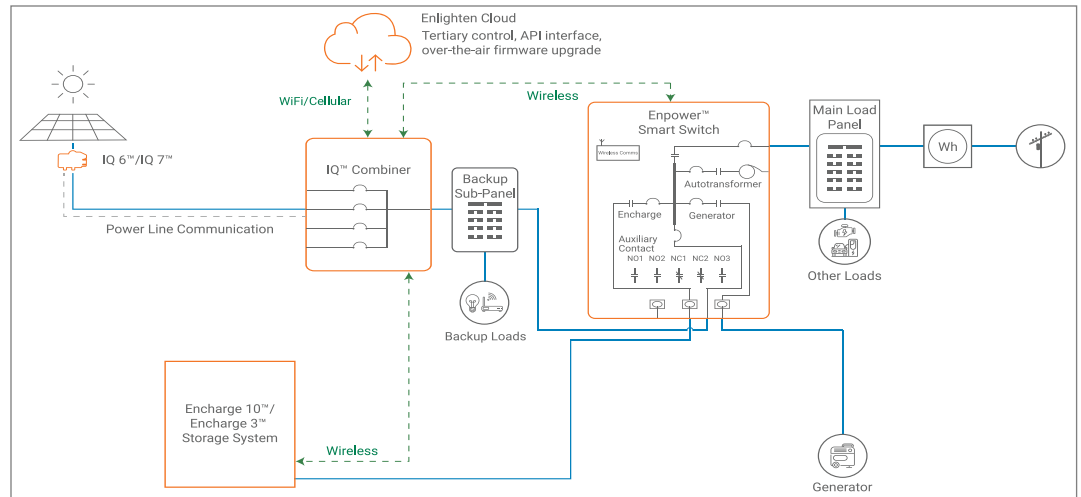 Enlighten Cloud
Tertiary control, API interface,
over-the-air firmware upgrade
WiFi/Cellular
Wireless
IQ 6™/IQ 7™
Power Line Communication
IQ™ Combiner
Backup
Sub-Panel
Backup Loads
Enpower™
Smart Switch
Wireless Comms
Autotransformer
Encharge
Generator
Auxiliary
Contact
NO1 NO2 NC1 NC2 NO3
Main Load
Panel
Wh
Other Loads
Encharge 10™/
Encharge 3™
Storage System
Wireless
Generator